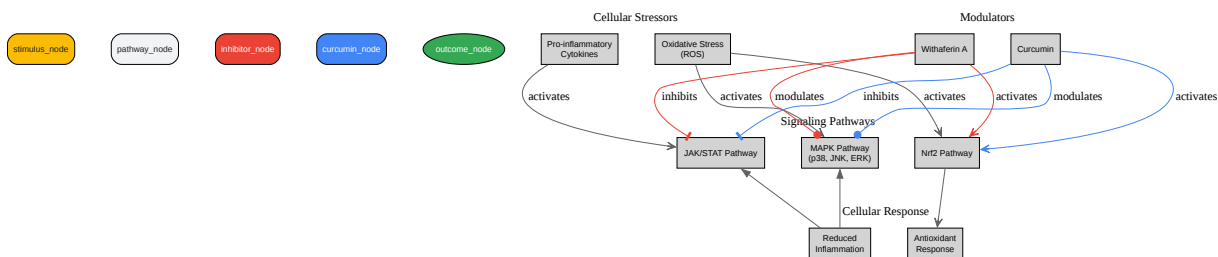 Cellular Stressors
Modulators
stimulus_node
pathway_node
inhibitor_node
curcumin_node
outcome_node
Pro-inflammatory
Cytokines
Oxidative Stress
(ROS)
Withaferin A
Curcumin
activates
inhibits
activates
modulates
inhibits
activates
activates
modulates
activates
Signaling Pathways
JAK/STAT Pathway
MAPK Pathway
(p38, JNK, ERK)
Nrf2 Pathway
Cellular Response
Reduced
Inflammation
Antioxidant
Response